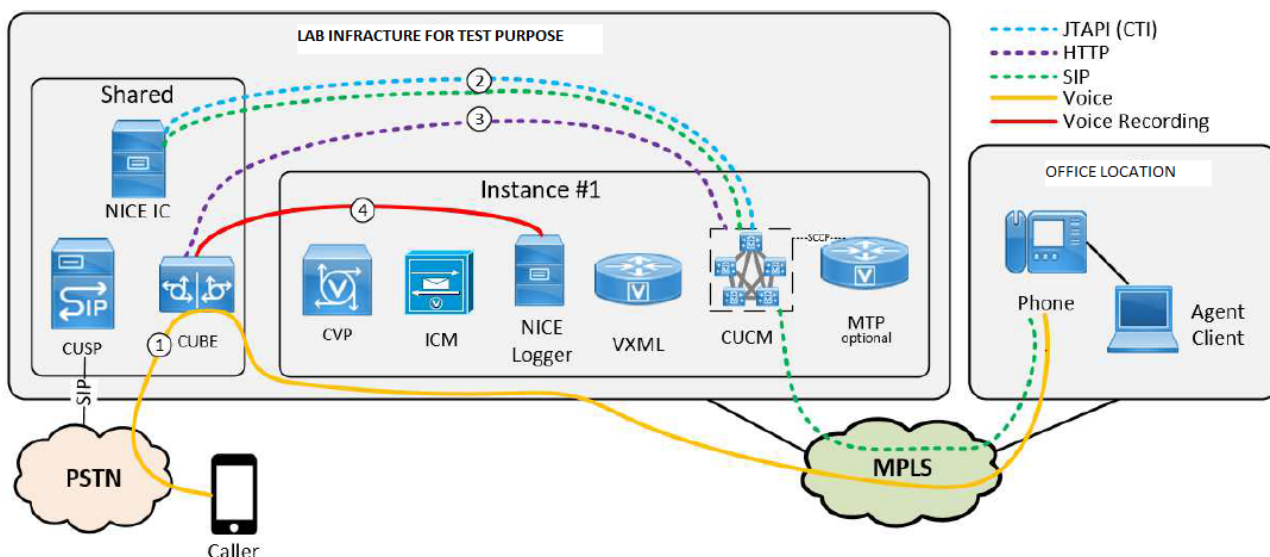 LAB INFRACTURE FOR TEST PURPOSE
JTAPI (CTI)
HTTP
SIP
Voice
Voice Recording
Shared
2
3
NICE IC
Instance #1
OFFICE LOCATION
4
SIP
V
V
V
SCCP
V
V
CUSP
1
CUBE
CVP
ICM
NICE
Logger
VXML
CUCM
MTP
optional
Phone
Agent
Client
SIP
PSTN
MPLS
Caller